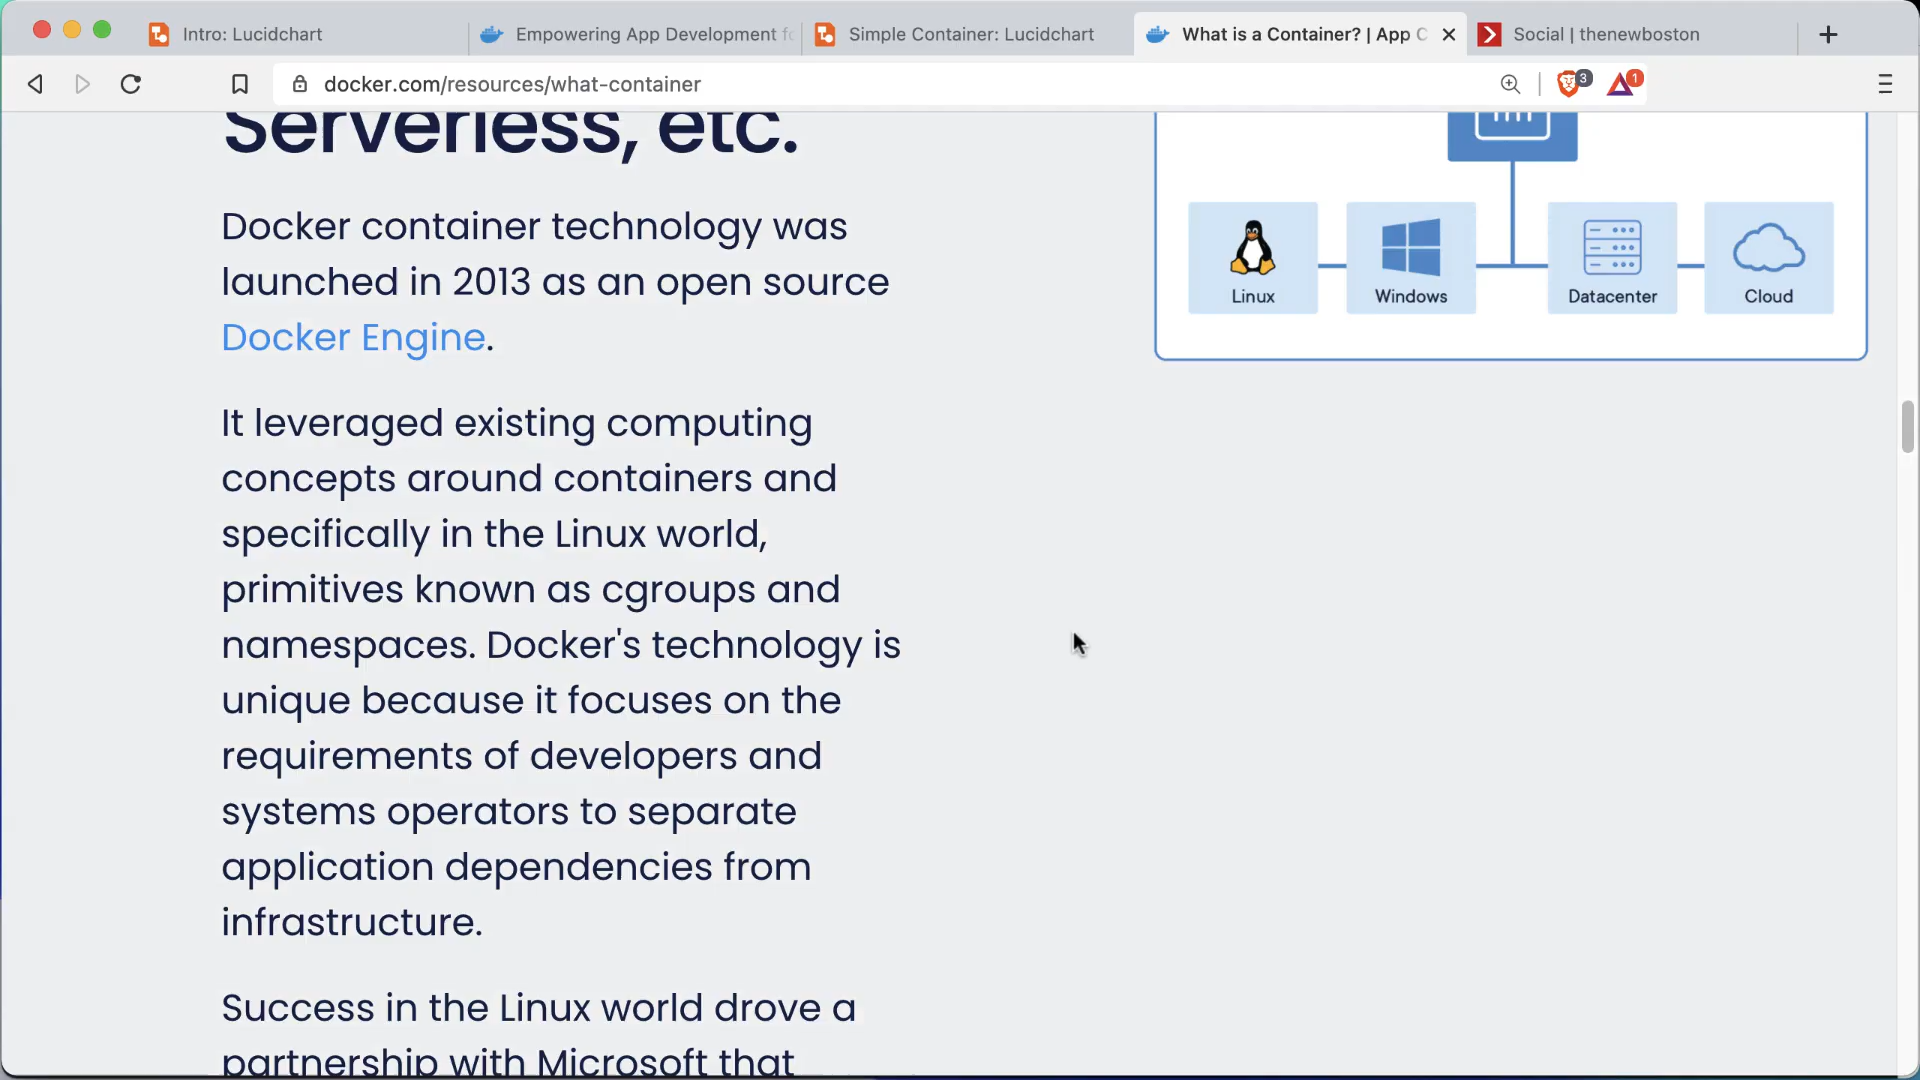 Intro: Lucidchart
Empowering App Development fo
Simple Container: Lucidchart
What is a Container? | App C
Social | thenewboston
docker.com/resources/what-container
3
1
Serverless, etc.
Docker container technology was
launched in 2013 as an open source
Docker Engine.
It leveraged existing computing
concepts around containers and
specifically in the Linux world,
primitives known as cgroups and
namespaces. Docker's technology is
unique because it focuses on the
requirements of developers and
systems operators to separate
application dependencies from
infrastructure.
Success in the Linux world drove a
partnership with Microsoft that
Linux
Windows
Datacenter
Cloud